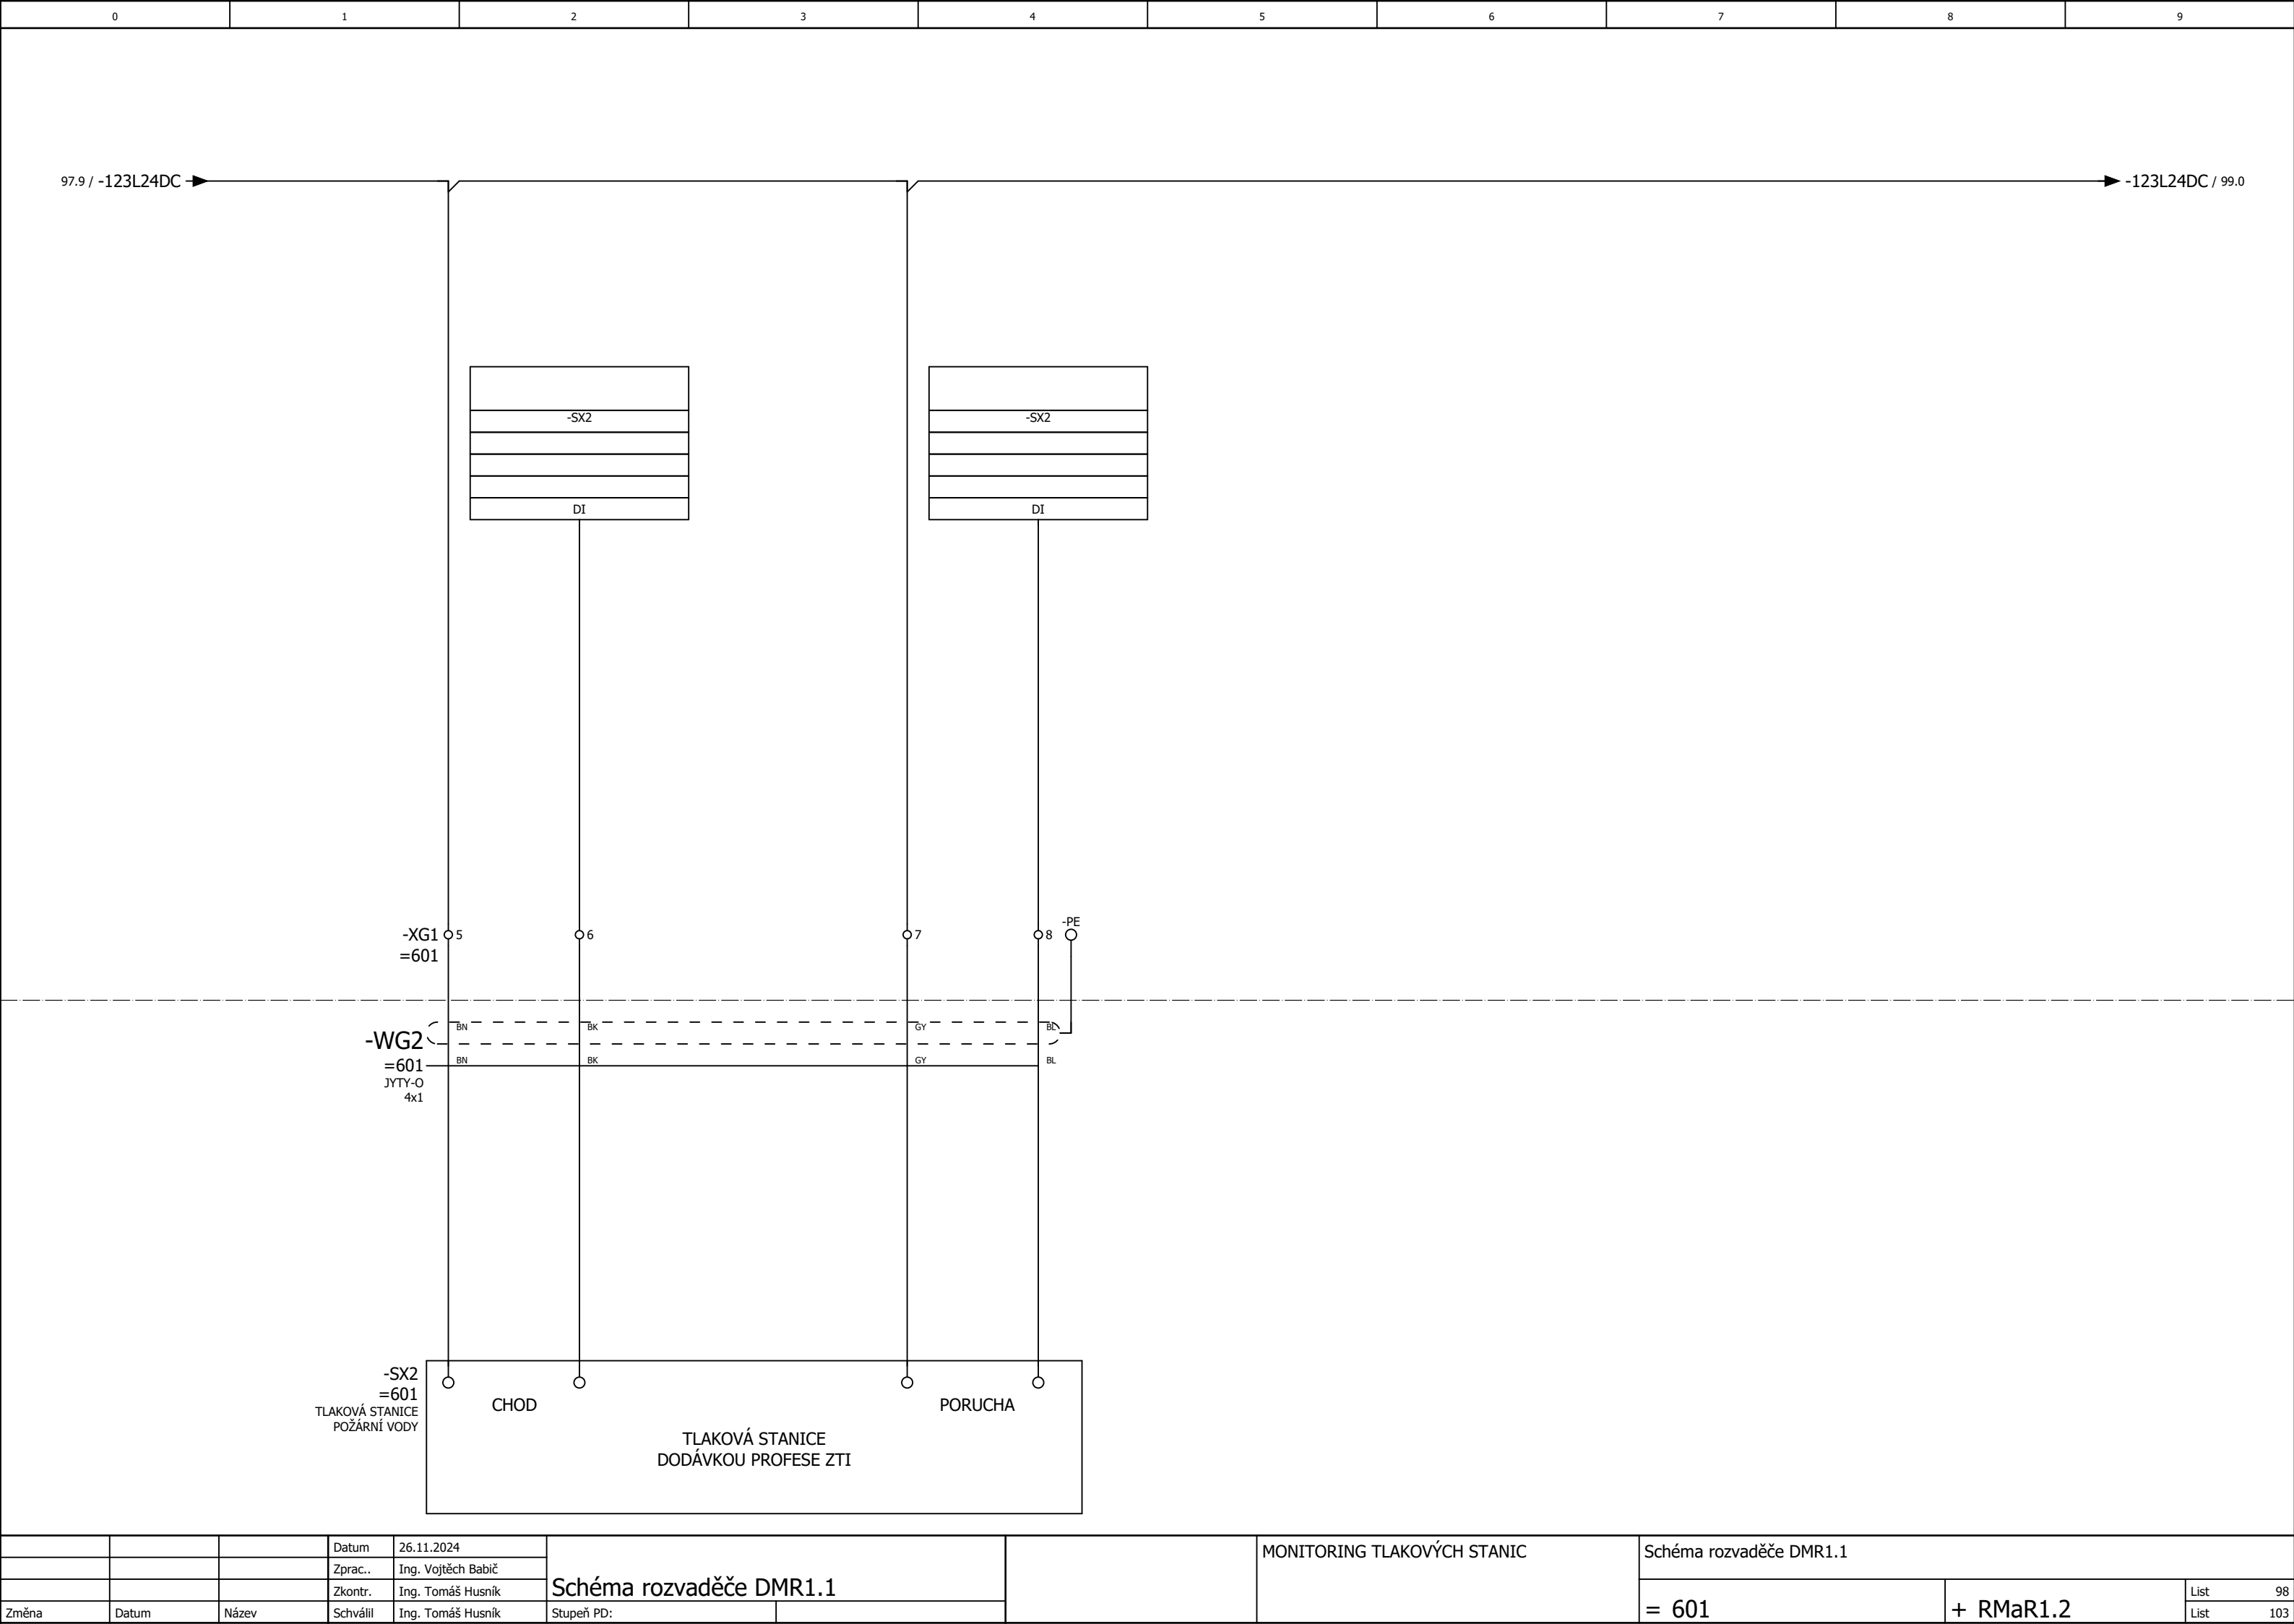 0 1 2 3 4 5 6 7 8 9
97.9 / -123L24DC
-123L24DC / 99.0
-SX2
-SX2
DI
DI
-PE
-XG1 5 6 7 8
=601
BN BK GY BL
-WG2
BN BK GY BL
=601
JYTY-O
4x1
-SX2
=601
TLAKOVÁ STANICE
POŽÁRNÍ VODY
CHOD
PORUCHA
TLAKOVÁ STANICE
DODÁVKOU PROFESE ZTI
Datum 26.11.2024
Zprac.. Ing. Vojtěch Babič
Zkontr. Ing. Tomáš Husník
Změna Datum Název Schválil Ing. Tomáš Husník
Schéma rozvaděče DMR1.1
Stupeň PD:
MONITORING TLAKOVÝCH STANIC
Schéma rozvaděče DMR1.1
= 601
+ RMaR1.2
List 98
List 103